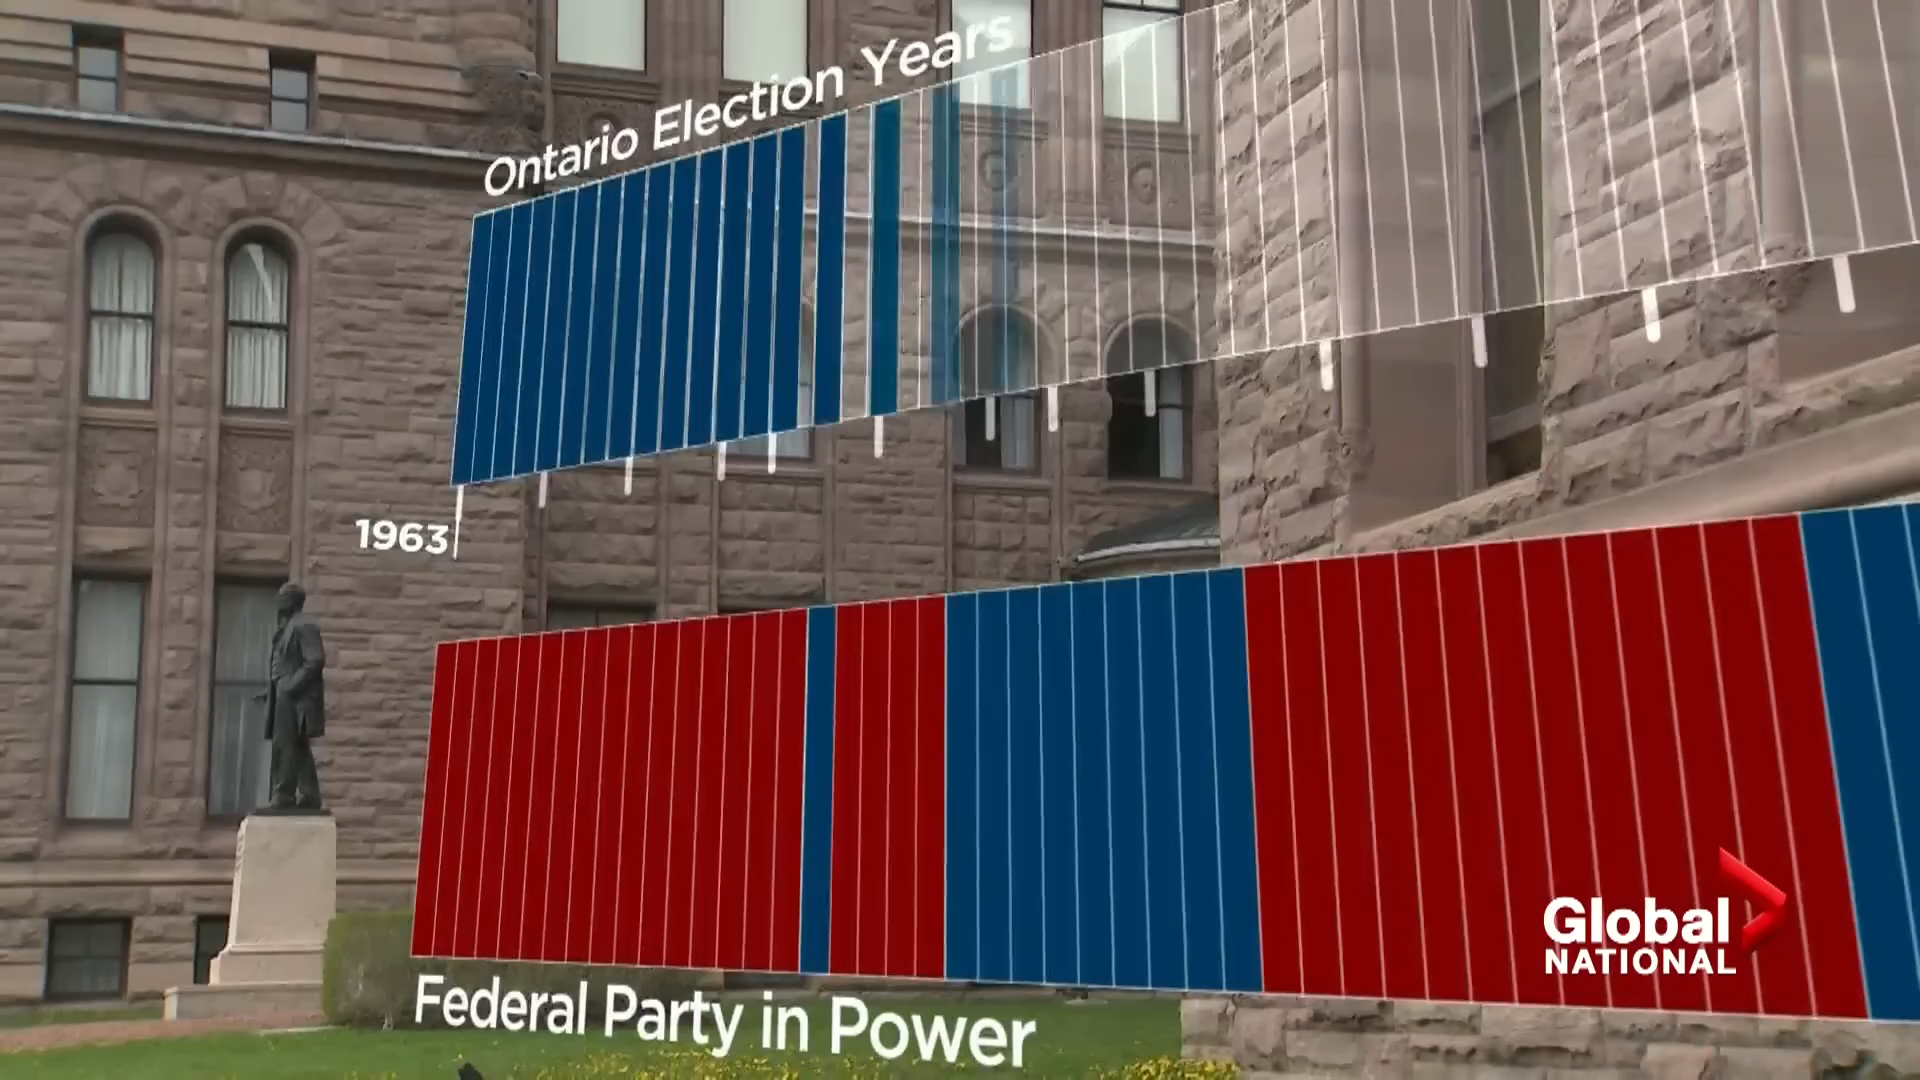 Ontario Election Years
1963
Federal Party in Power
Global
NATIONAL